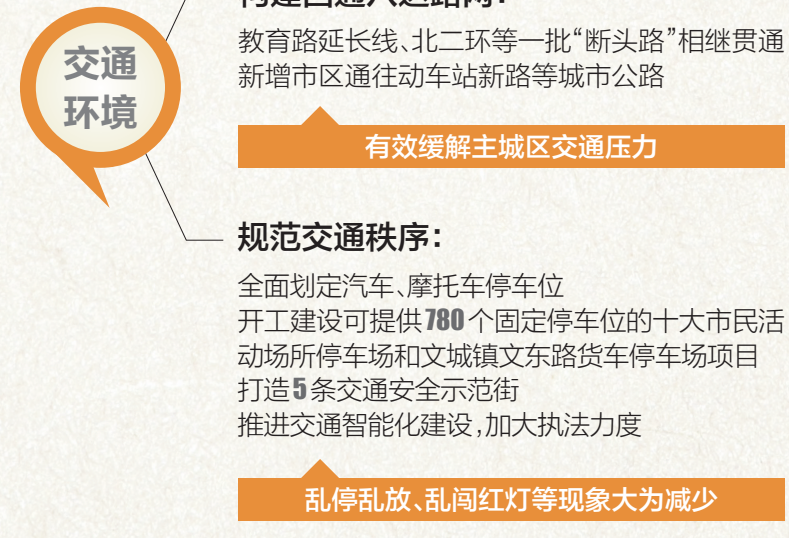 交通
环境
教育路延长线、北二环等一批“断头路”相继贯通
新增市区通往动车站新路等城市公路
有效缓解主城区交通压力
规范交通秩序：
全面划定汽车、摩托车停车位
开工建设可提供780个固定停车位的十大市民活
动场所停车场和文城镇文东路货车停车场项目
打造5条交通安全示范街
推进交通智能化建设，加大执法力度
乱停乱放、乱闯红灯等现象大为减少